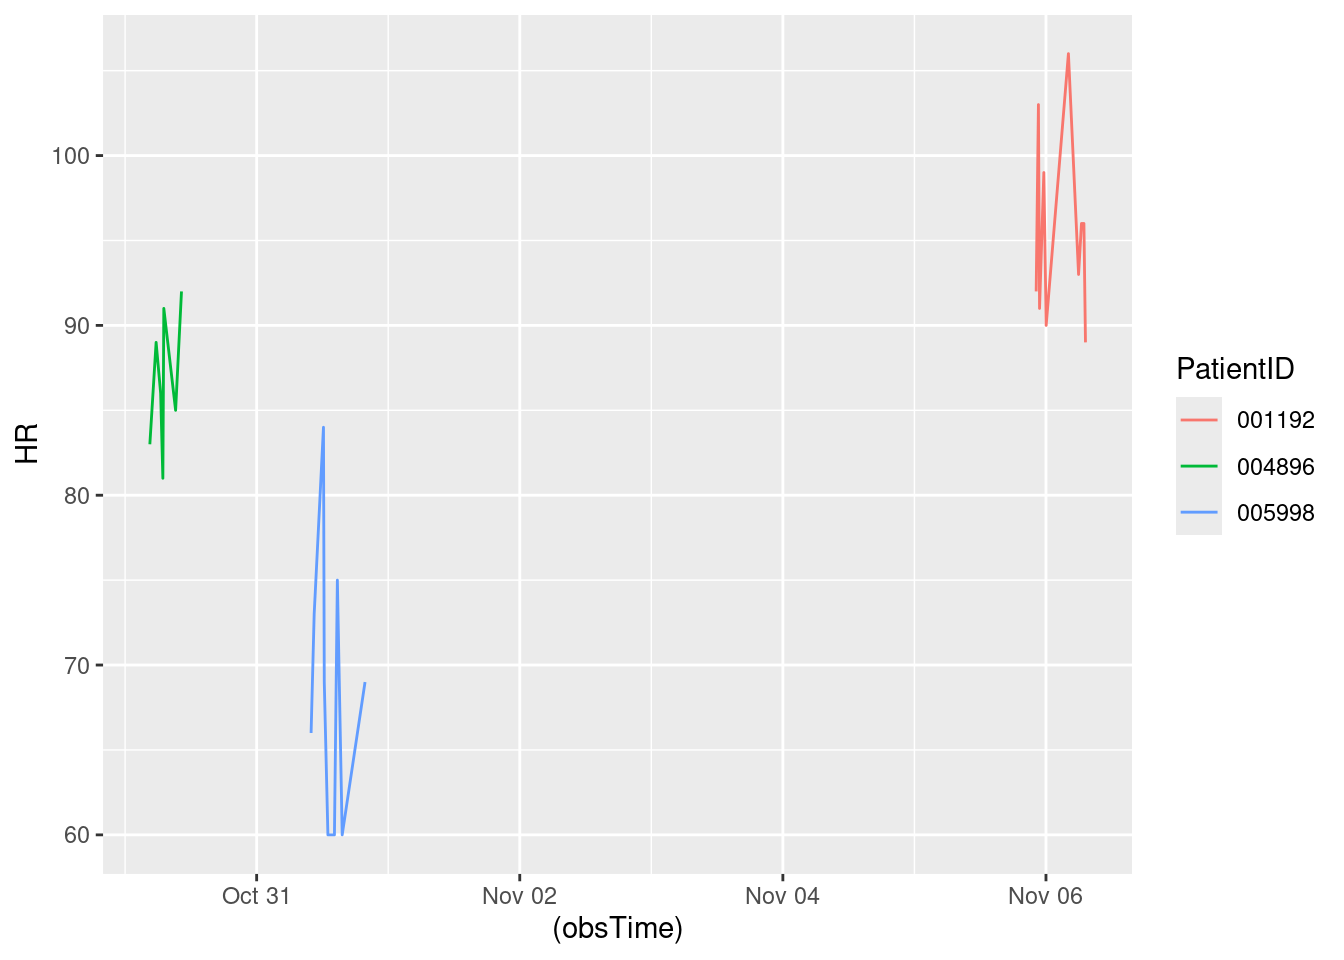 HR
100
90
80
70
60
Oct 31
Nov 02
Nov 04
Nov 06
(obsTime)
PatientID
001192
004896
005998